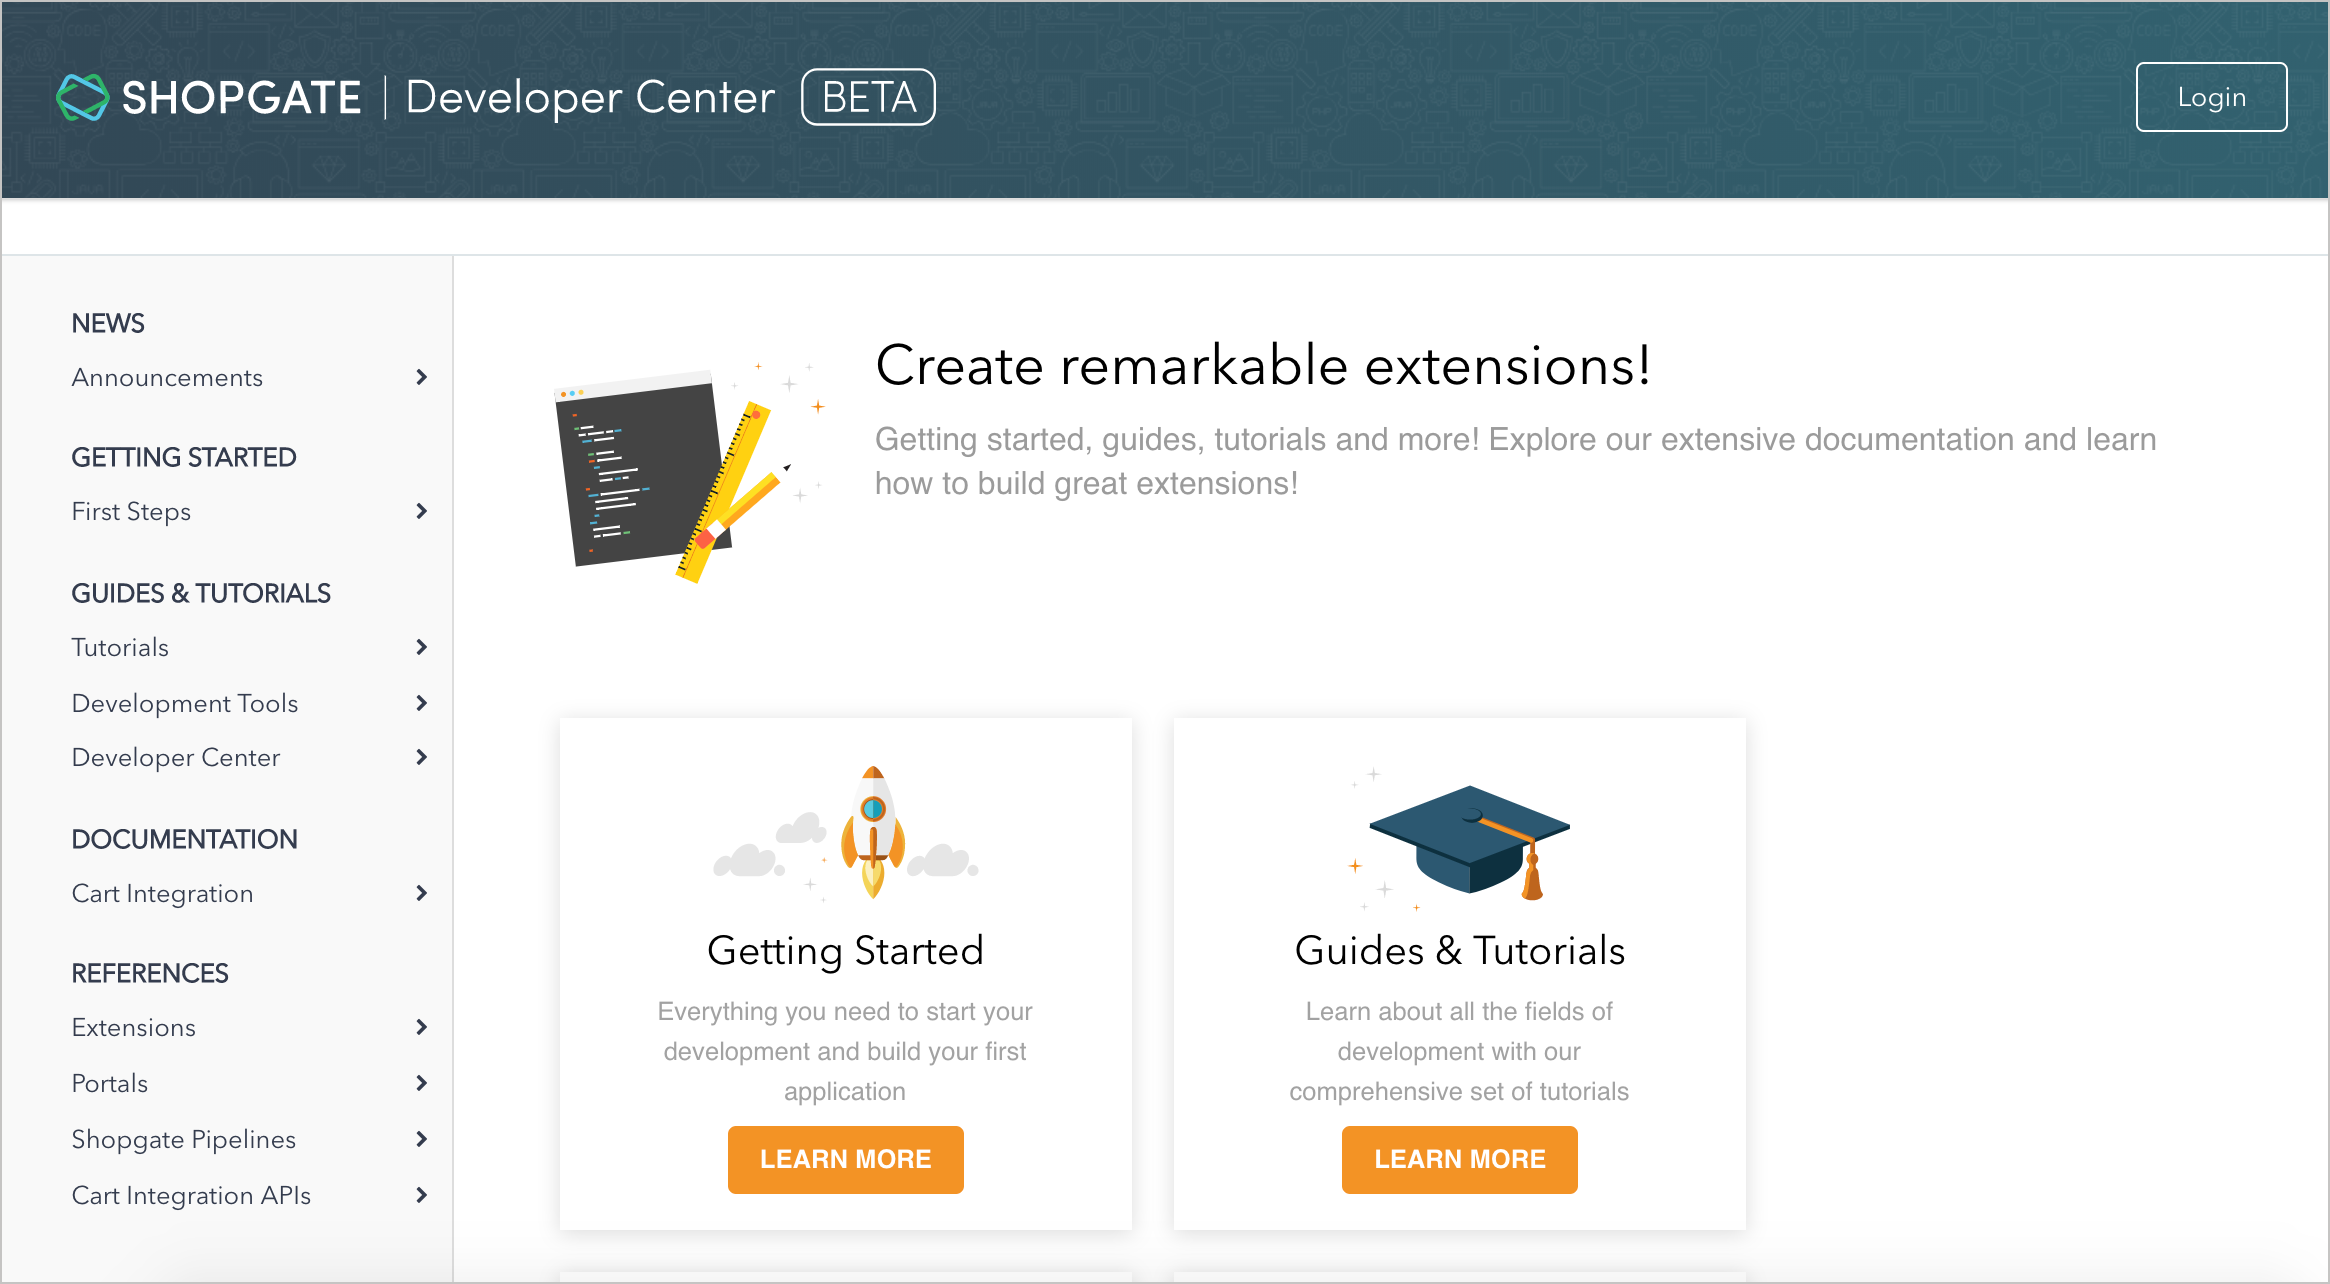 SHOPGATE | Developer Center BETA
Login
NEWS
Announcements
GETTING STARTED
First Steps
GUIDES & TUTORIALS
Tutorials
Development Tools
Developer Center
DOCUMENTATION
Cart Integration
REFERENCES
Extensions
Portals
Shopgate Pipelines
Cart Integration APIs
Create remarkable extensions!
Getting started, guides, tutorials and more! Explore our extensive documentation and learn
how to build great extensions!
Getting Started
Everything you need to start your
development and build your first
application
LEARN MORE
Guides & Tutorials
Learn about all the fields of
development with our
comprehensive set of tutorials
LEARN MORE